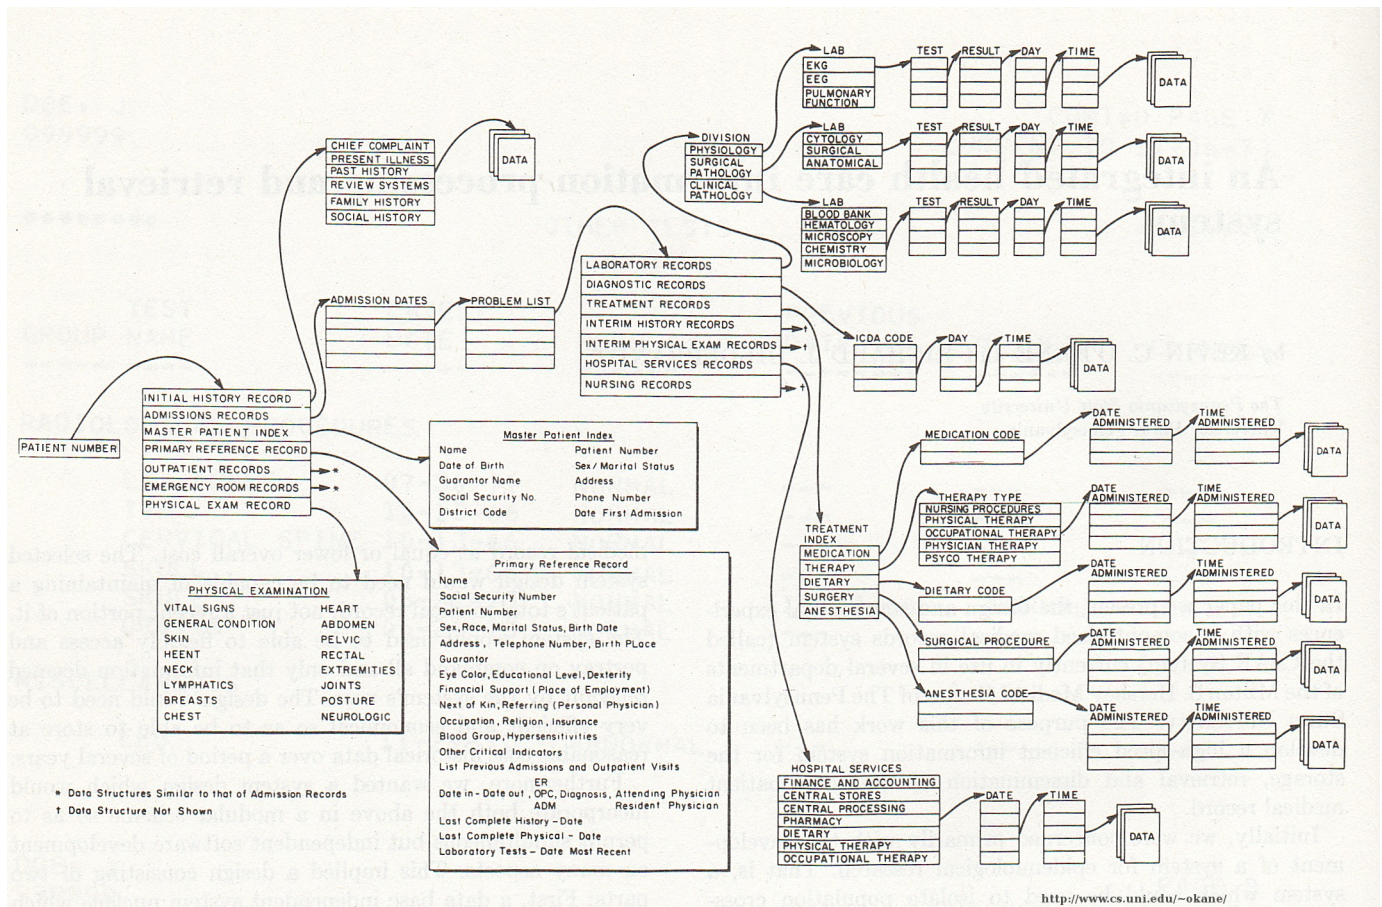 LAB
TEST RESULT DAY TIME
EKG
EEG
PULMONARY
FUNCTION
DATA
DIVISION
PHYSIOLOGY
SURGICAL
PATHOLOGY
CLINICAL
PATHOLOGY
LAB
TEST RESULT DAY TIME
CYTOLOGY
SURGICAL
ANATOMICAL
DATA
LAB
TEST RESULT DAY TIME
BLOOD BANK
HEMATOLOGY
MICROSCOPY
CHEMISTRY
MICROBIOLOGY
DATA
CHIEF COMPLAINT
PRESENT ILLNESS
PAST HISTORY
REVIEW SYSTEMS
FAMILY HISTORY
SOCIAL HISTORY
DATA
ADMISSION DATES
PROBLEM LIST
LABORATORY RECORDS
DIAGNOSTIC RECORDS
TREATMENT RECORDS
INTERIM HISTORY RECORDS †
INTERIM PHYSICAL EXAM RECORDS †
HOSPITAL SERVICES RECORDS
NURSING RECORDS †
ICDA CODE DAY TIME
DATA
PATIENT NUMBER
INITIAL HISTORY RECORD
ADMISSIONS RECORDS
MASTER PATIENT INDEX
PRIMARY REFERENCE RECORD
OUTPATIENT RECORDS *
EMERGENCY ROOM RECORDS *
PHYSICAL EXAM RECORD
Master Patient Index
Name Patient Number
Date of Birth Sex/Marital Status
Guarantor Name Address
Social Security No. Phone Number
District Code Date First Admission
MEDICATION CODE
DATE
ADMINISTERED
TIME
ADMINISTERED
DATA
THERAPY TYPE
NURSING PROCEDURES
PHYSICAL THERAPY
OCCUPATIONAL THERAPY
PHYSICIAN THERAPY
PSYCO THERAPY
DATE
ADMINISTERED
TIME
ADMINISTERED
DATA
TREATMENT
INDEX
MEDICATION
THERAPY
DIETARY
SURGERY
ANESTHESIA
DIETARY CODE
DATE
ADMINISTERED
TIME
ADMINISTERED
DATA
SURGICAL PROCEDURE
DATE
ADMINISTERED
TIME
ADMINISTERED
DATA
ANESTHESIA CODE
DATE
ADMINISTERED
TIME
ADMINISTERED
DATA
PHYSICAL EXAMINATION
VITAL SIGNS HEART
GENERAL CONDITION ABDOMEN
SKIN PELVIC
HEENT RECTAL
NECK EXTREMITIES
LYMPHATICS JOINTS
BREASTS POSTURE
CHEST NEUROLOGIC
Primary Reference Record
Name
Social Security Number
Patient Number
Sex, Race, Marital Status, Birth Date
Address, Telephone Number, Birth PLace
Guarantor
Eye Color, Educational Level, Dexterity
Financial Support (Place of Employment)
Next of Kin, Referring (Personal Physician)
Occupation, Religion, Insurance
Blood Group, Hypersensitivities
Other Critical Indicators
List Previous Admissions and Outpatient Visits
ER
Date in - Date out, OPC, Diagnosis, Attending Phys.
ADM Resident Physician
Last Complete History - Date
Last Complete Physical - Date
Laboratory Tests - Date Most Recent
* Data Structures Similar to that of Admission Records
† Data Structure Not Shown
HOSPITAL SERVICES
FINANCE AND ACCOUNTING
CENTRAL STORES
CENTRAL PROCESSING
PHARMACY
DIETARY
PHYSICAL THERAPY
OCCUPATIONAL THERAPY
DATE TIME
DATA
http://www.cs.uni.edu/~okane/